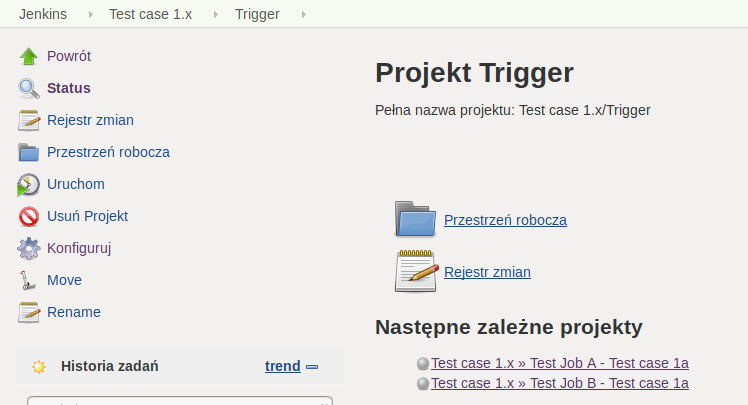 Jenkins Test case 1.x Trigger
Powrót
Status
Rejestr zmian
Przestrzeń robocza
Uruchom
Usuń Projekt
Konfiguruj
Move
Rename
Historia zadań trend
Projekt Trigger
Pełna nazwa projektu: Test case 1.x/Trigger
Przestrzeń robocza
Rejestr zmian
Następne zależne projekty
Test case 1.x » Test Job A - Test case 1a
Test case 1.x » Test Job B - Test case 1a